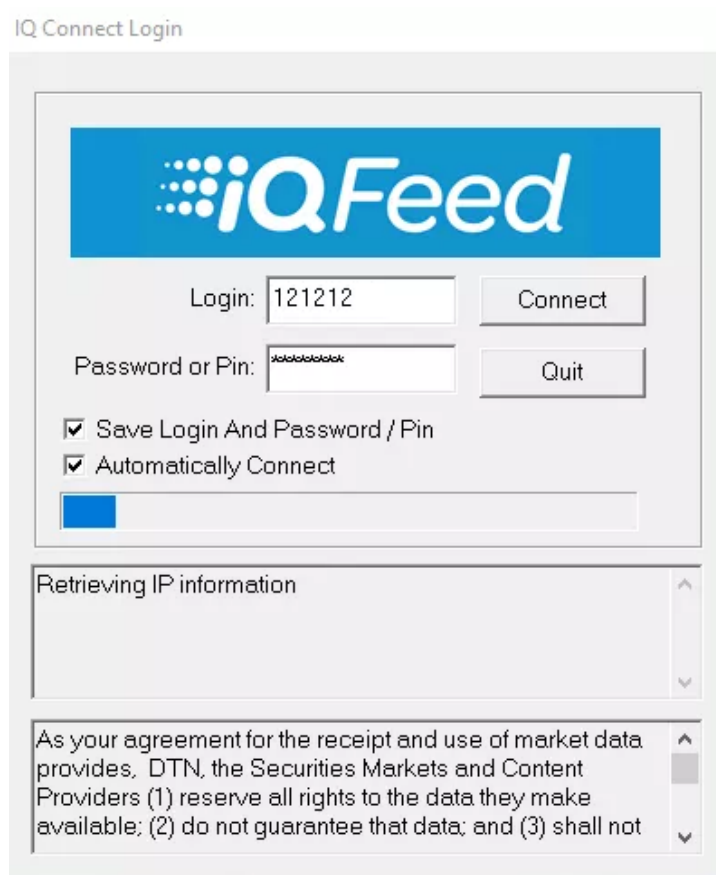 IQ Connect Login
iQFeed
Login: 121212 Connect
Password or Pin: ********* Quit
Save Login And Password / Pin
Automatically Connect
Retrieving IP information
As your agreement for the receipt and use of market data
provides, DTN, the Securities Markets and Content
Providers (1) reserve all rights to the data they make
available; (2) do not guarantee that data; and (3) shall not